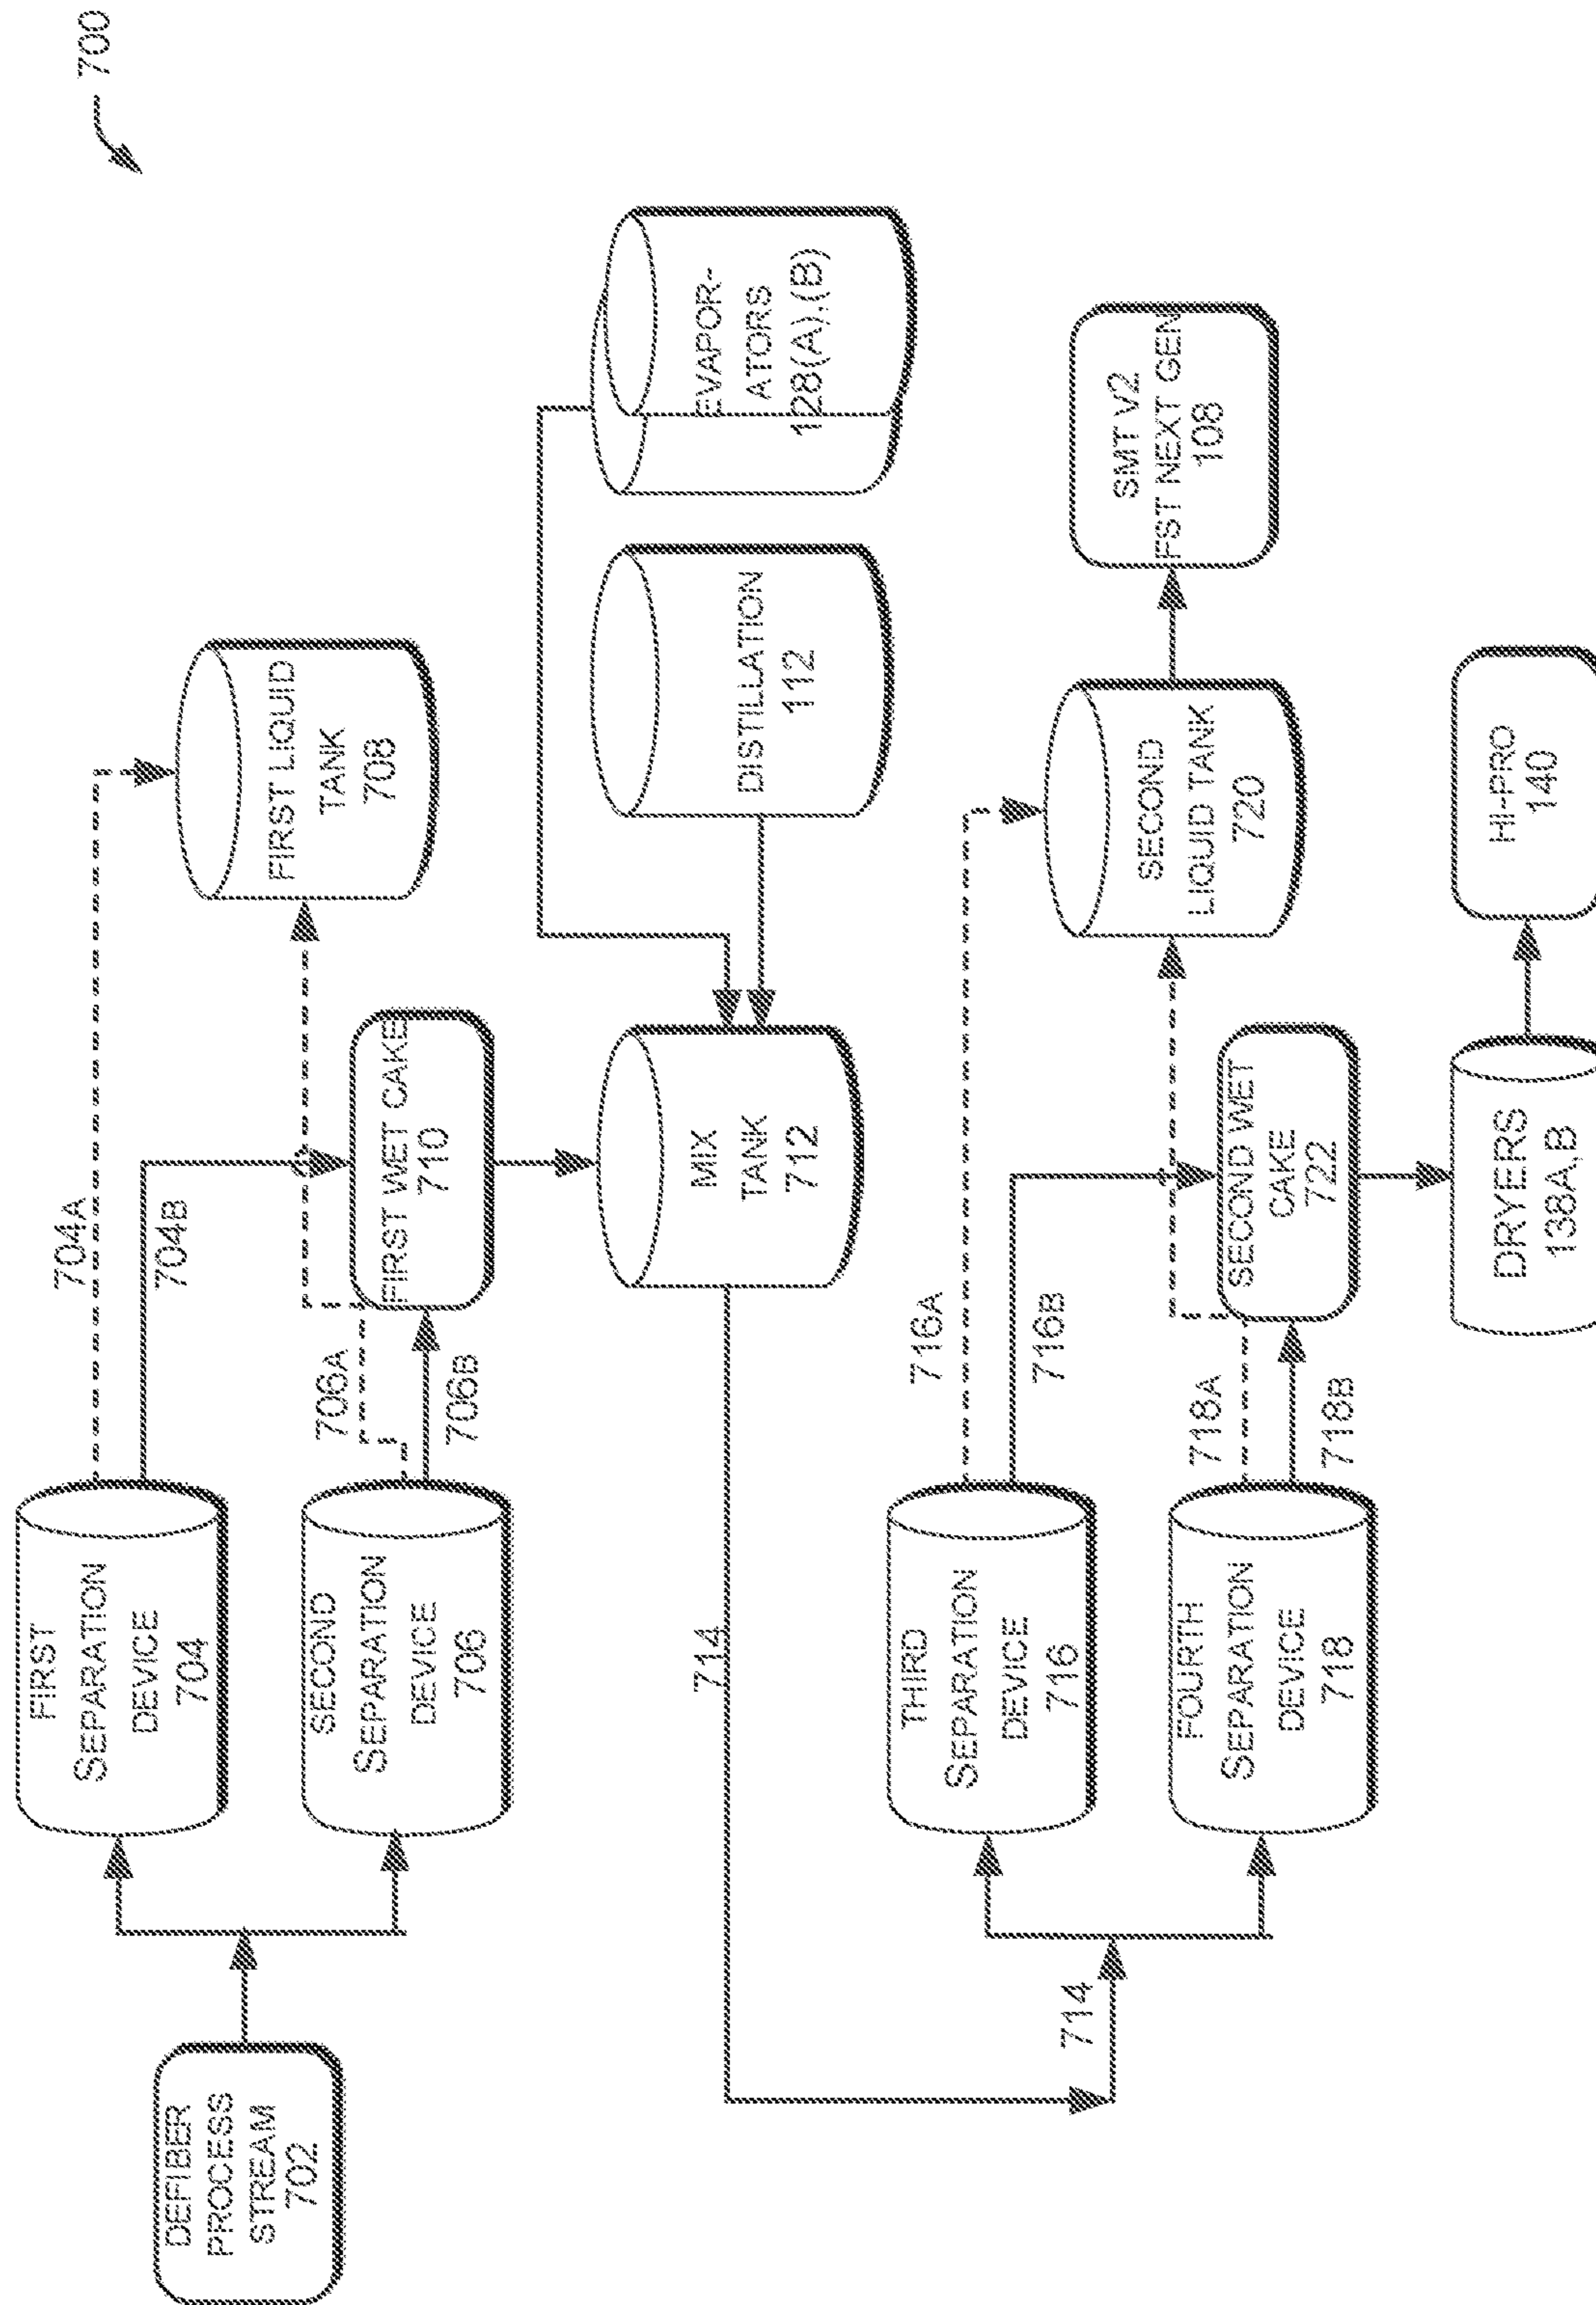 700
DEFIBER
PROCESS
STREAM
702
FIRST
SEPARATION
DEVICE
704
704A
704B
SECOND
SEPARATION
DEVICE
706
706A
706B
FIRST LIQUID
TANK
708
FIRST WET CAKE
710
MIX
TANK
712
DISTILLATION
112
EVAPOR-
ATORS
128(A),(B)
714
714
THIRD
SEPARATION
DEVICE
716
716A
716B
FOURTH
SEPARATION
DEVICE
718
718A
718B
SECOND
LIQUID TANK
720
SMT V2
FST NEXT GEN
108
SECOND WET
CAKE
722
DRYERS
138A,B
HI-PRO
140